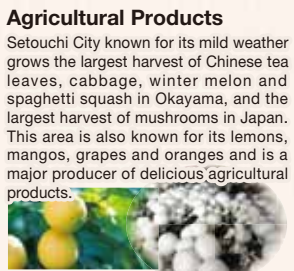 Agricultural Products
Setouchi City known for its mild weather
grows the largest harvest of Chinese tea
leaves, cabbage, winter melon and
spaghetti squash in Okayama, and the
largest harvest of mushrooms in Japan.
This area is also known for its lemons,
mangos, grapes and oranges and is a
major producer of delicious agricultural
products.